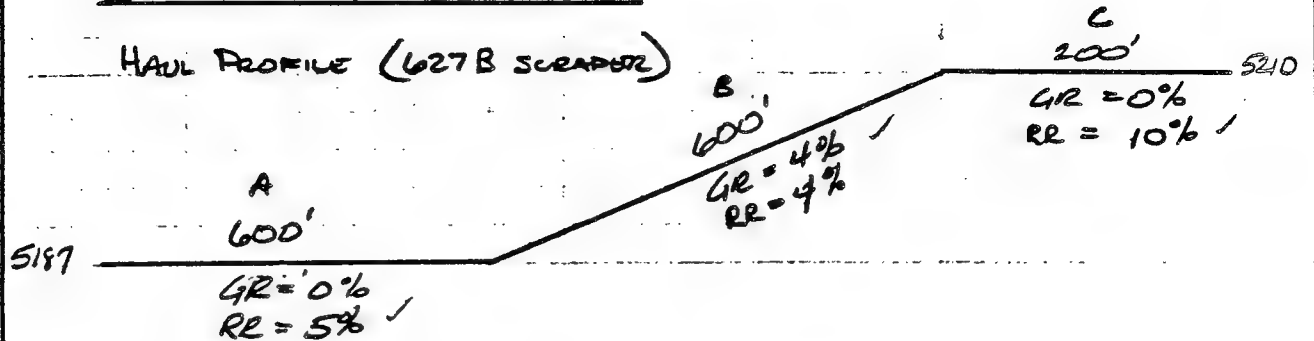 HAUL PROFILE (627B SCRAPER)
C
200'
5210
GR = 0%
RR = 10% ✓
B
600'
GR = 4% ✓
RR = 4%
A
600'
5187
GR = 0%
RR = 5% ✓